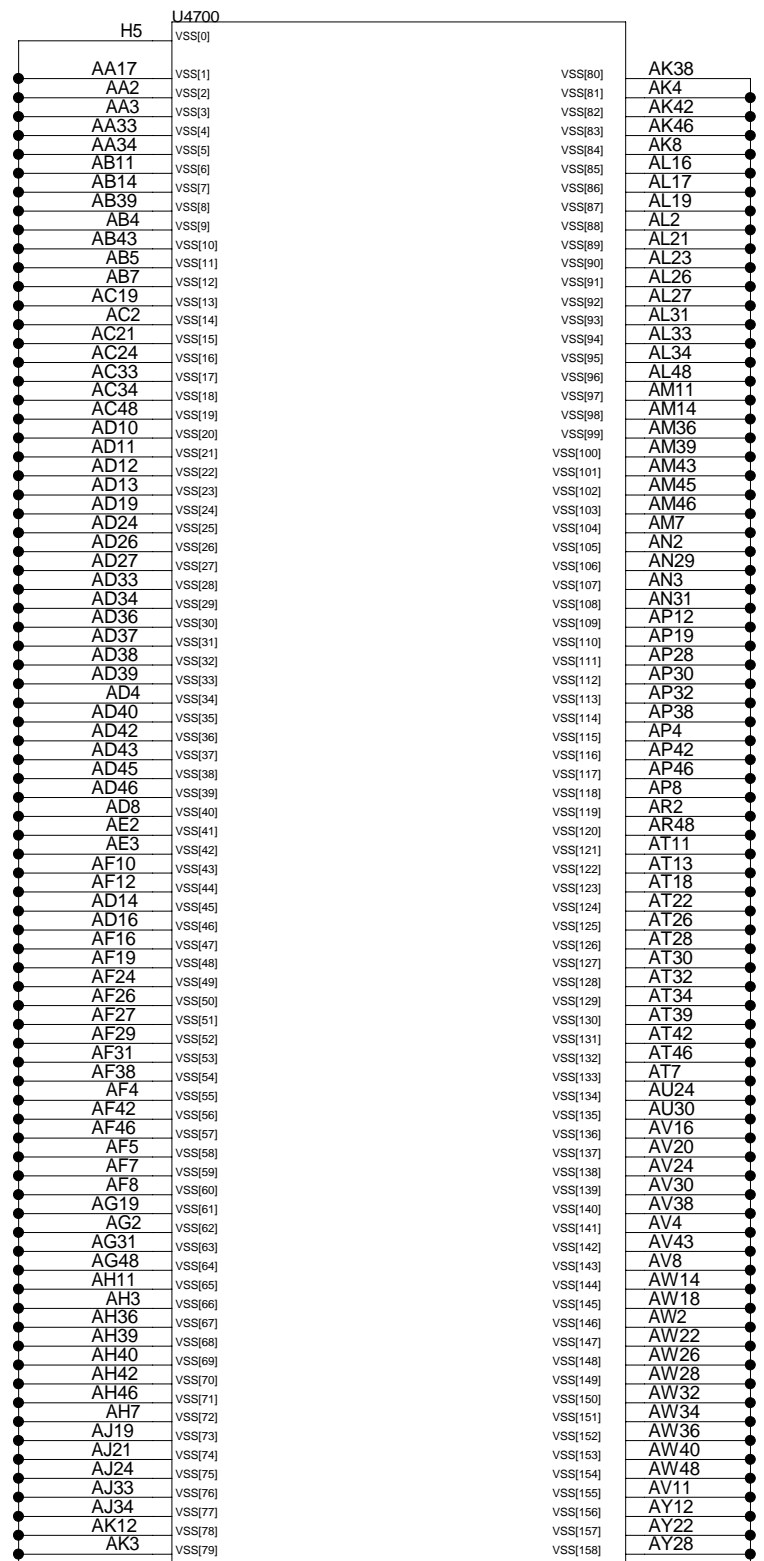 U4700
H5 VSS[0]
AA17 VSS[1] VSS[80] AK38
AA2 VSS[2] VSS[81] AK4
AA3 VSS[3] VSS[82] AK42
AA33 VSS[4] VSS[83] AK46
AA34 VSS[5] VSS[84] AK8
AB11 VSS[6] VSS[85] AL16
AB14 VSS[7] VSS[86] AL17
AB39 VSS[8] VSS[87] AL19
AB4 VSS[9] VSS[88] AL2
AB43 VSS[10] VSS[89] AL21
AB5 VSS[11] VSS[90] AL23
AB7 VSS[12] VSS[91] AL26
AC19 VSS[13] VSS[92] AL27
AC2 VSS[14] VSS[93] AL31
AC21 VSS[15] VSS[94] AL33
AC24 VSS[16] VSS[95] AL34
AC33 VSS[17] VSS[96] AL48
AC34 VSS[18] VSS[97] AM11
AC48 VSS[19] VSS[98] AM14
AD10 VSS[20] VSS[99] AM36
AD11 VSS[21] VSS[100] AM39
AD12 VSS[22] VSS[101] AM43
AD13 VSS[23] VSS[102] AM45
AD19 VSS[24] VSS[103] AM46
AD24 VSS[25] VSS[104] AM7
AD26 VSS[26] VSS[105] AN2
AD27 VSS[27] VSS[106] AN29
AD33 VSS[28] VSS[107] AN3
AD34 VSS[29] VSS[108] AN31
AD36 VSS[30] VSS[109] AP12
AD37 VSS[31] VSS[110] AP19
AD38 VSS[32] VSS[111] AP28
AD39 VSS[33] VSS[112] AP30
AD4 VSS[34] VSS[113] AP32
AD40 VSS[35] VSS[114] AP38
AD42 VSS[36] VSS[115] AP4
AD43 VSS[37] VSS[116] AP42
AD45 VSS[38] VSS[117] AP46
AD46 VSS[39] VSS[118] AP8
AD8 VSS[40] VSS[119] AR2
AE2 VSS[41] VSS[120] AR48
AE3 VSS[42] VSS[121] AT11
AF10 VSS[43] VSS[122] AT13
AF12 VSS[44] VSS[123] AT18
AD14 VSS[45] VSS[124] AT22
AD16 VSS[46] VSS[125] AT26
AF16 VSS[47] VSS[126] AT28
AF19 VSS[48] VSS[127] AT30
AF24 VSS[49] VSS[128] AT32
AF26 VSS[50] VSS[129] AT34
AF27 VSS[51] VSS[130] AT39
AF29 VSS[52] VSS[131] AT42
AF31 VSS[53] VSS[132] AT46
AF38 VSS[54] VSS[133] AT7
AF4 VSS[55] VSS[134] AU24
AF42 VSS[56] VSS[135] AU30
AF46 VSS[57] VSS[136] AV16
AF5 VSS[58] VSS[137] AV20
AF7 VSS[59] VSS[138] AV24
AF8 VSS[60] VSS[139] AV30
AG19 VSS[61] VSS[140] AV38
AG2 VSS[62] VSS[141] AV4
AG31 VSS[63] VSS[142] AV43
AG48 VSS[64] VSS[143] AV8
AH11 VSS[65] VSS[144] AW14
AH3 VSS[66] VSS[145] AW18
AH36 VSS[67] VSS[146] AW2
AH39 VSS[68] VSS[147] AW22
AH40 VSS[69] VSS[148] AW26
AH42 VSS[70] VSS[149] AW28
AH46 VSS[71] VSS[150] AW32
AH7 VSS[72] VSS[151] AW34
AJ19 VSS[73] VSS[152] AW36
AJ21 VSS[74] VSS[153] AW40
AJ24 VSS[75] VSS[154] AW48
AJ33 VSS[76] VSS[155] AV11
AJ34 VSS[77] VSS[156] AY12
AK12 VSS[78] VSS[157] AY22
AK3 VSS[79] VSS[158] AY28